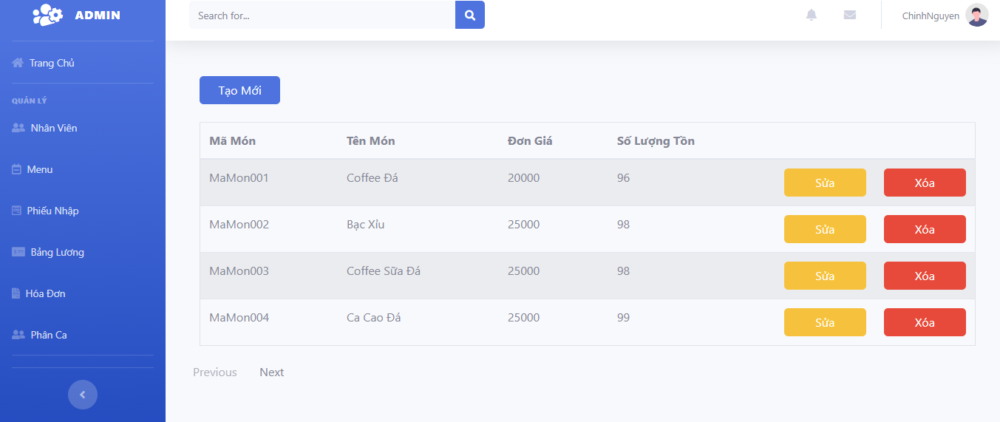 ADMIN
Search for...
ChinhNguyen
Trang Chủ
QUẢN LÝ
Nhân Viên
Menu
Phiếu Nhập
Bảng Lương
Hóa Đơn
Phân Ca
Tạo Mới
Mã Món Tên Món Đơn Giá Số Lượng Tồn
MaMon001 Coffee Đá 20000 96 Sửa Xóa
MaMon002 Bạc Xỉu 25000 98 Sửa Xóa
MaMon003 Coffee Sữa Đá 25000 98 Sửa Xóa
MaMon004 Ca Cao Đá 25000 99 Sửa Xóa
Previous Next